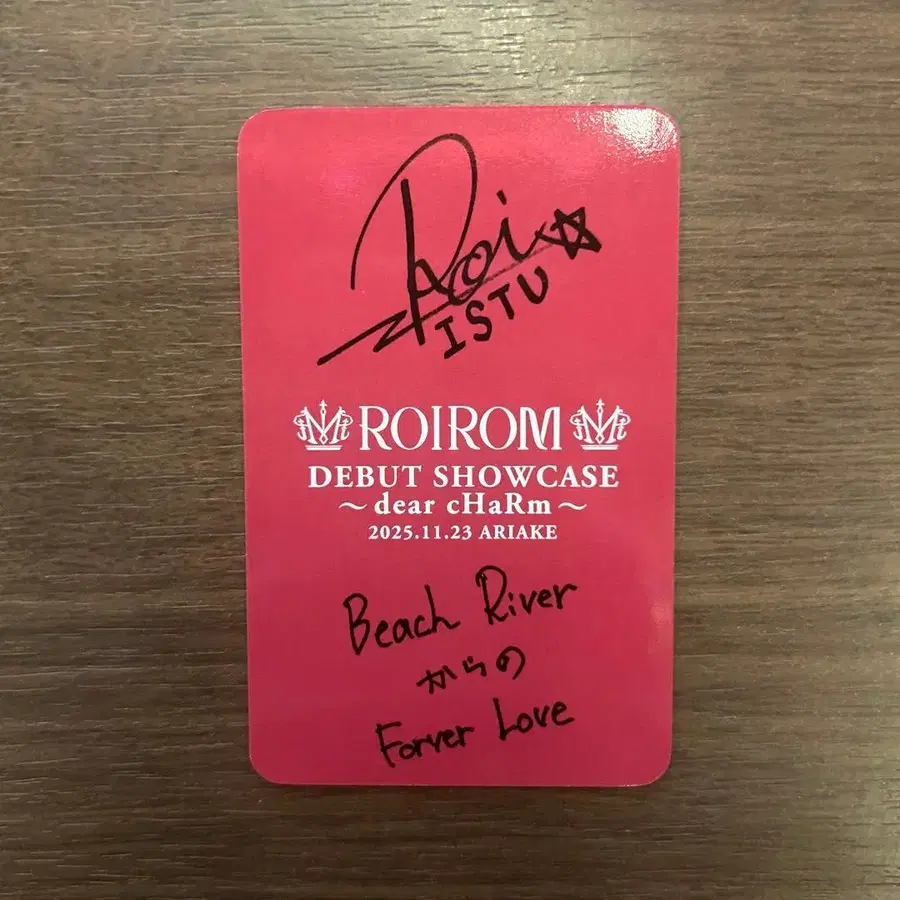 Roi☆
ISTU
ROIROM
DEBUT SHOWCASE
～dear cHaRm～
2025.11.23 ARIAKE
Beach River
からの
Forver Love